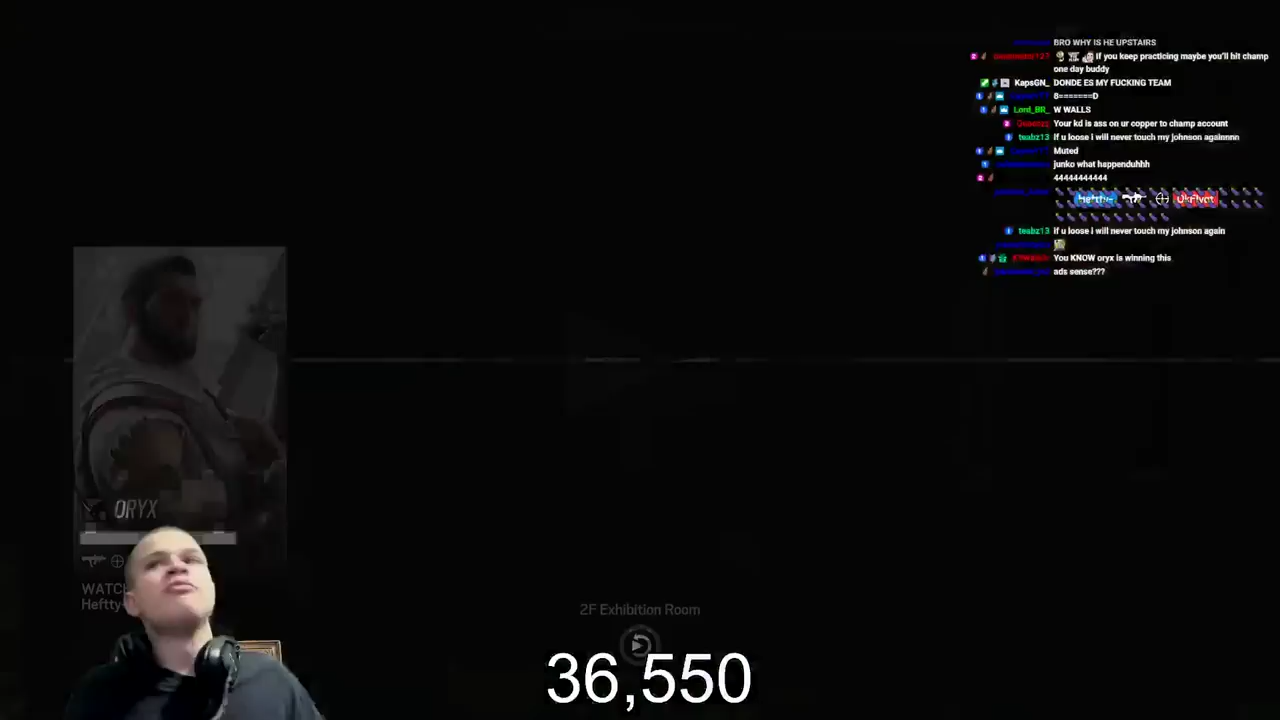 BRO WHY IS HE UPSTAIRS
if you keep practicing maybe you'll hit champ
one day buddy
KapsGN_ DONDE ES MY FUCKING TEAM
8=======D
Lord_BR_ W WALLS
Your kd is ass on ur copper to champ account
teabz13 if u loose i will never touch my johnson againnnn
Muted
junko what happenduhhh
44444444444
Heftty-
teabz13 if u loose i will never touch my johnson again
You KNOW oryx is winning this
ads sense???
ORYX
WATC
Heftty
2F Exhibition Room
36,550